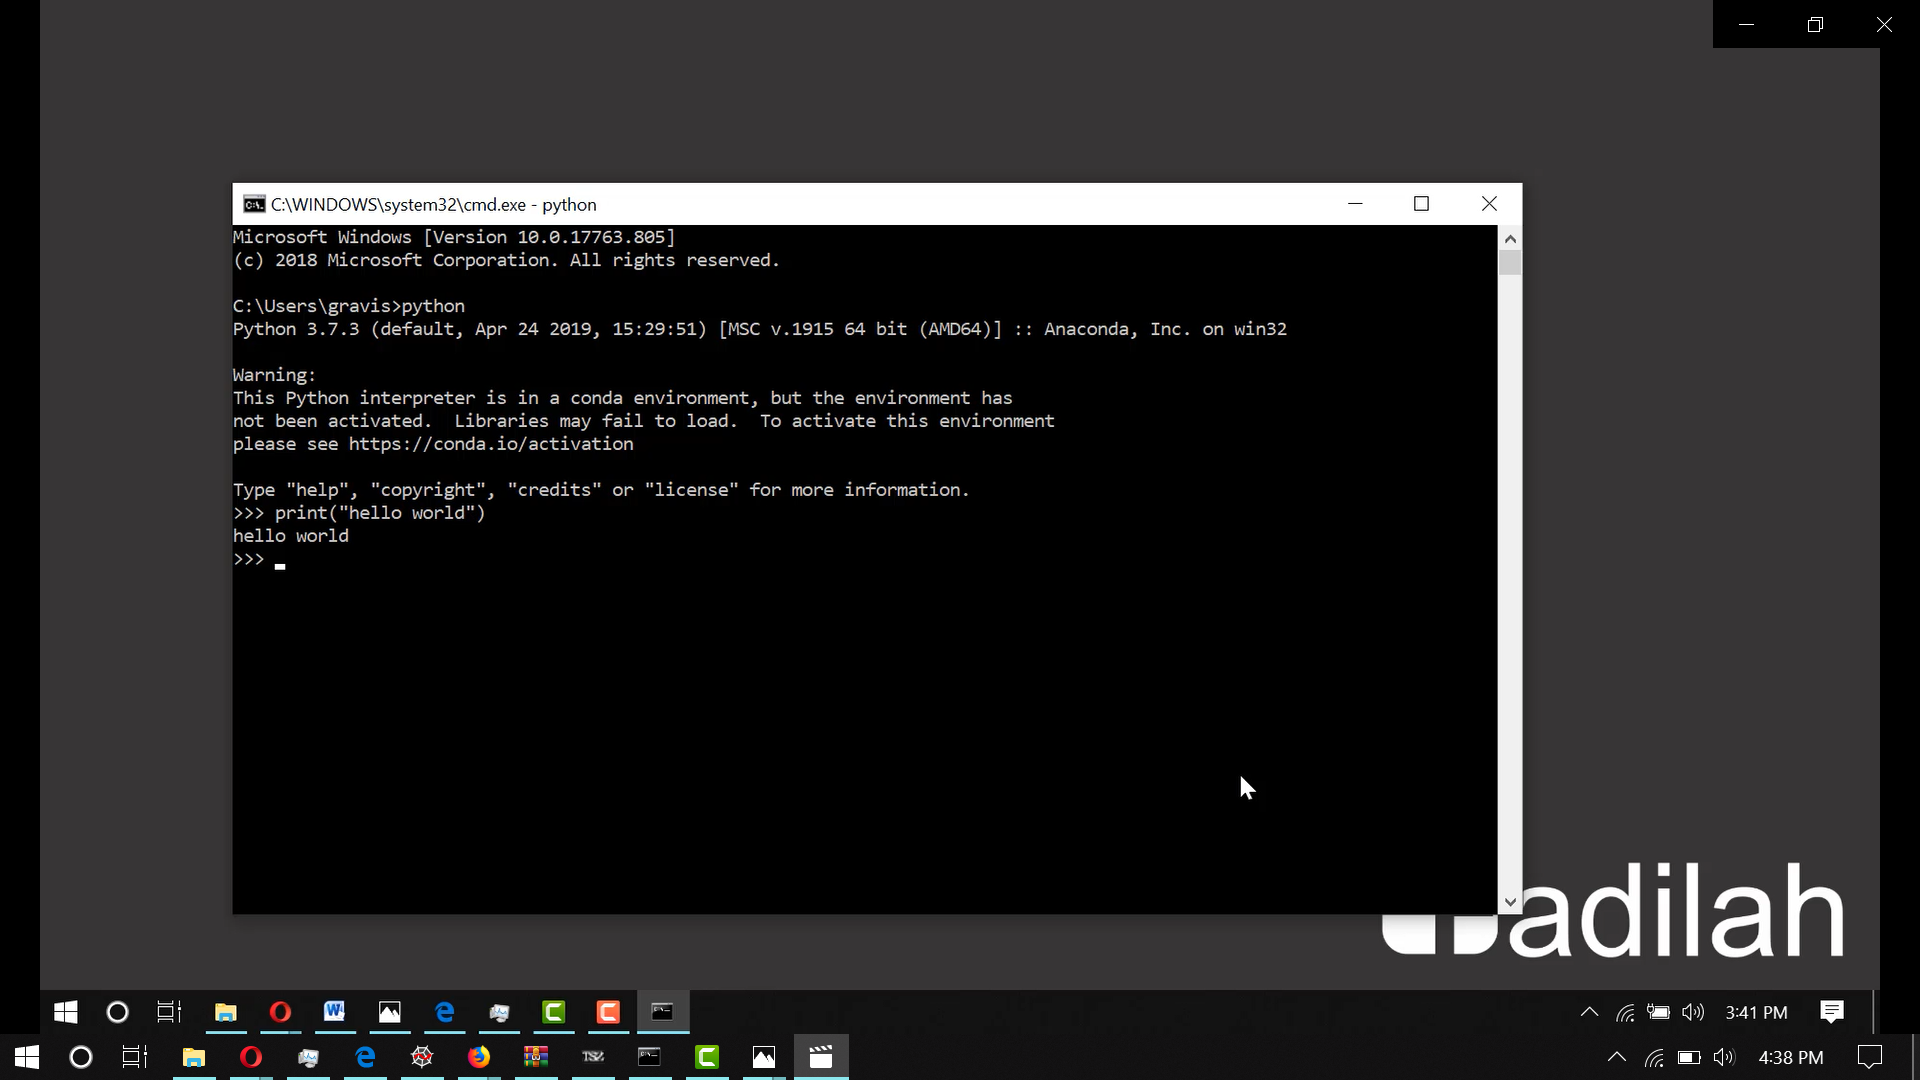 C:\WINDOWS\system32\cmd.exe - python
Microsoft Windows [Version 10.0.17763.805]
(c) 2018 Microsoft Corporation. All rights reserved.
C:\Users\gravis>python
Python 3.7.3 (default, Apr 24 2019, 15:29:51) [MSC v.1915 64 bit (AMD64)] :: Anaconda, Inc. on win32
Warning:
This Python interpreter is in a conda environment, but the environment has
not been activated.  Libraries may fail to load.  To activate this environment
please see https://conda.io/activation
Type "help", "copyright", "credits" or "license" for more information.
>>> print("hello world")
hello world
>>>
adilah
3:41 PM
4:38 PM